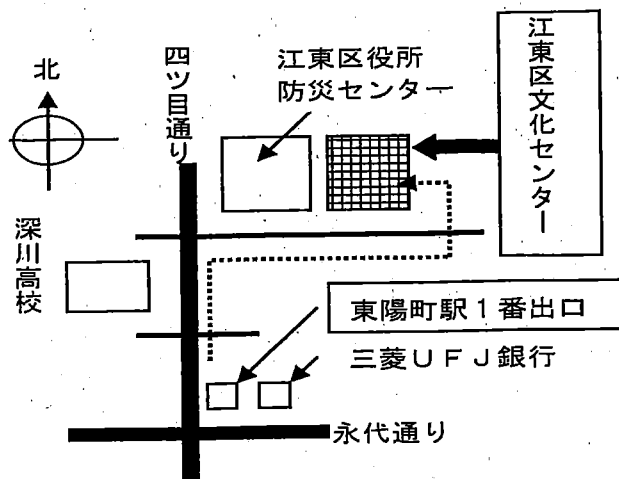 北
四ツ目通り
江東区役所
防災センター
江東区文化センター
深川高校
東陽町駅1番出口
三菱UFJ銀行
永代通り